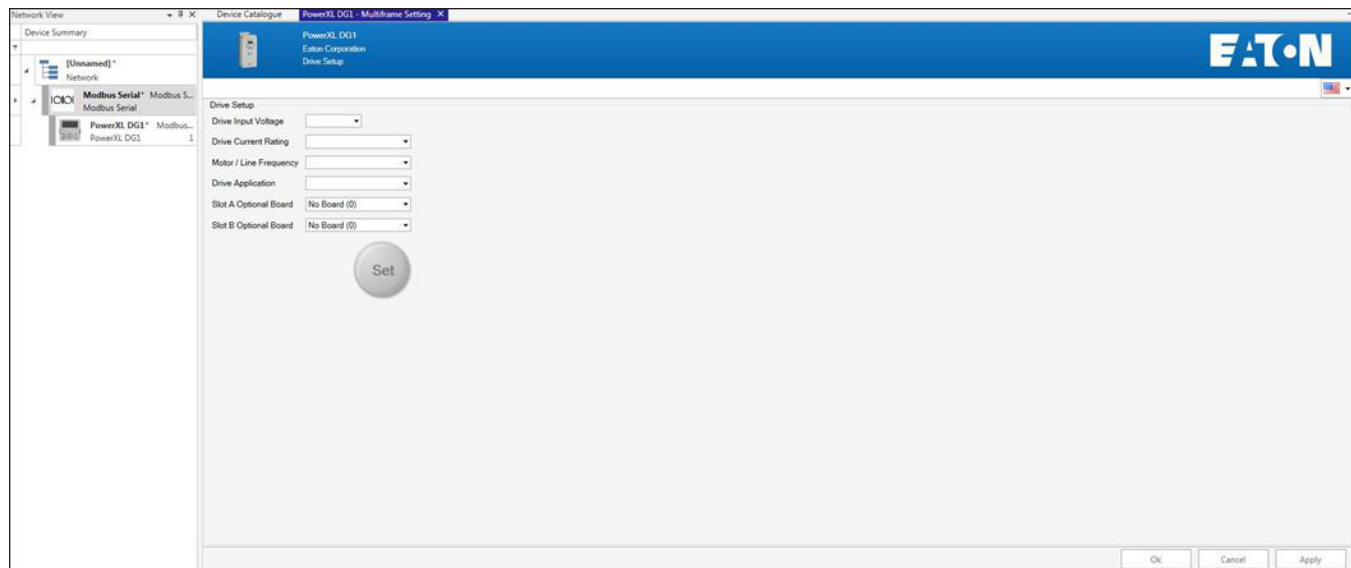 Network View
Device Summary
[Unnamed]*
Network
Modbus Serial* Modbus S...
Modbus Serial
PowerXL DG1* Modbus...
PowerXL DG1 1
Device Catalogue PowerXL DG1 - Multiframe Setting X
PowerXL DG1
Eaton Corporation
Drive Setup
EATON
Drive Setup
Drive Input Voltage
Drive Current Rating
Motor / Line Frequency
Drive Application
Slot A Optional Board No Board (0)
Slot B Optional Board No Board (0)
Set
Ok Cancel Apply